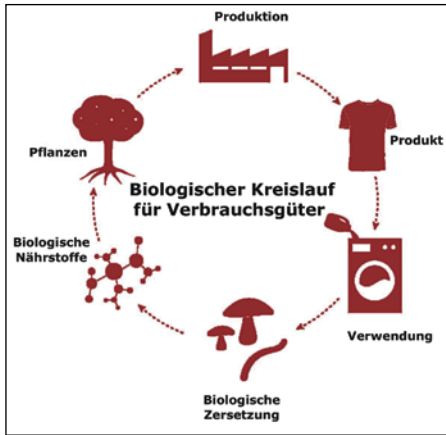 Produktion
Produkt
Pflanzen
Biologischer Kreislauf
für Verbrauchsgüter
Biologische
Nährstoffe
Verwendung
Biologische
Zersetzung